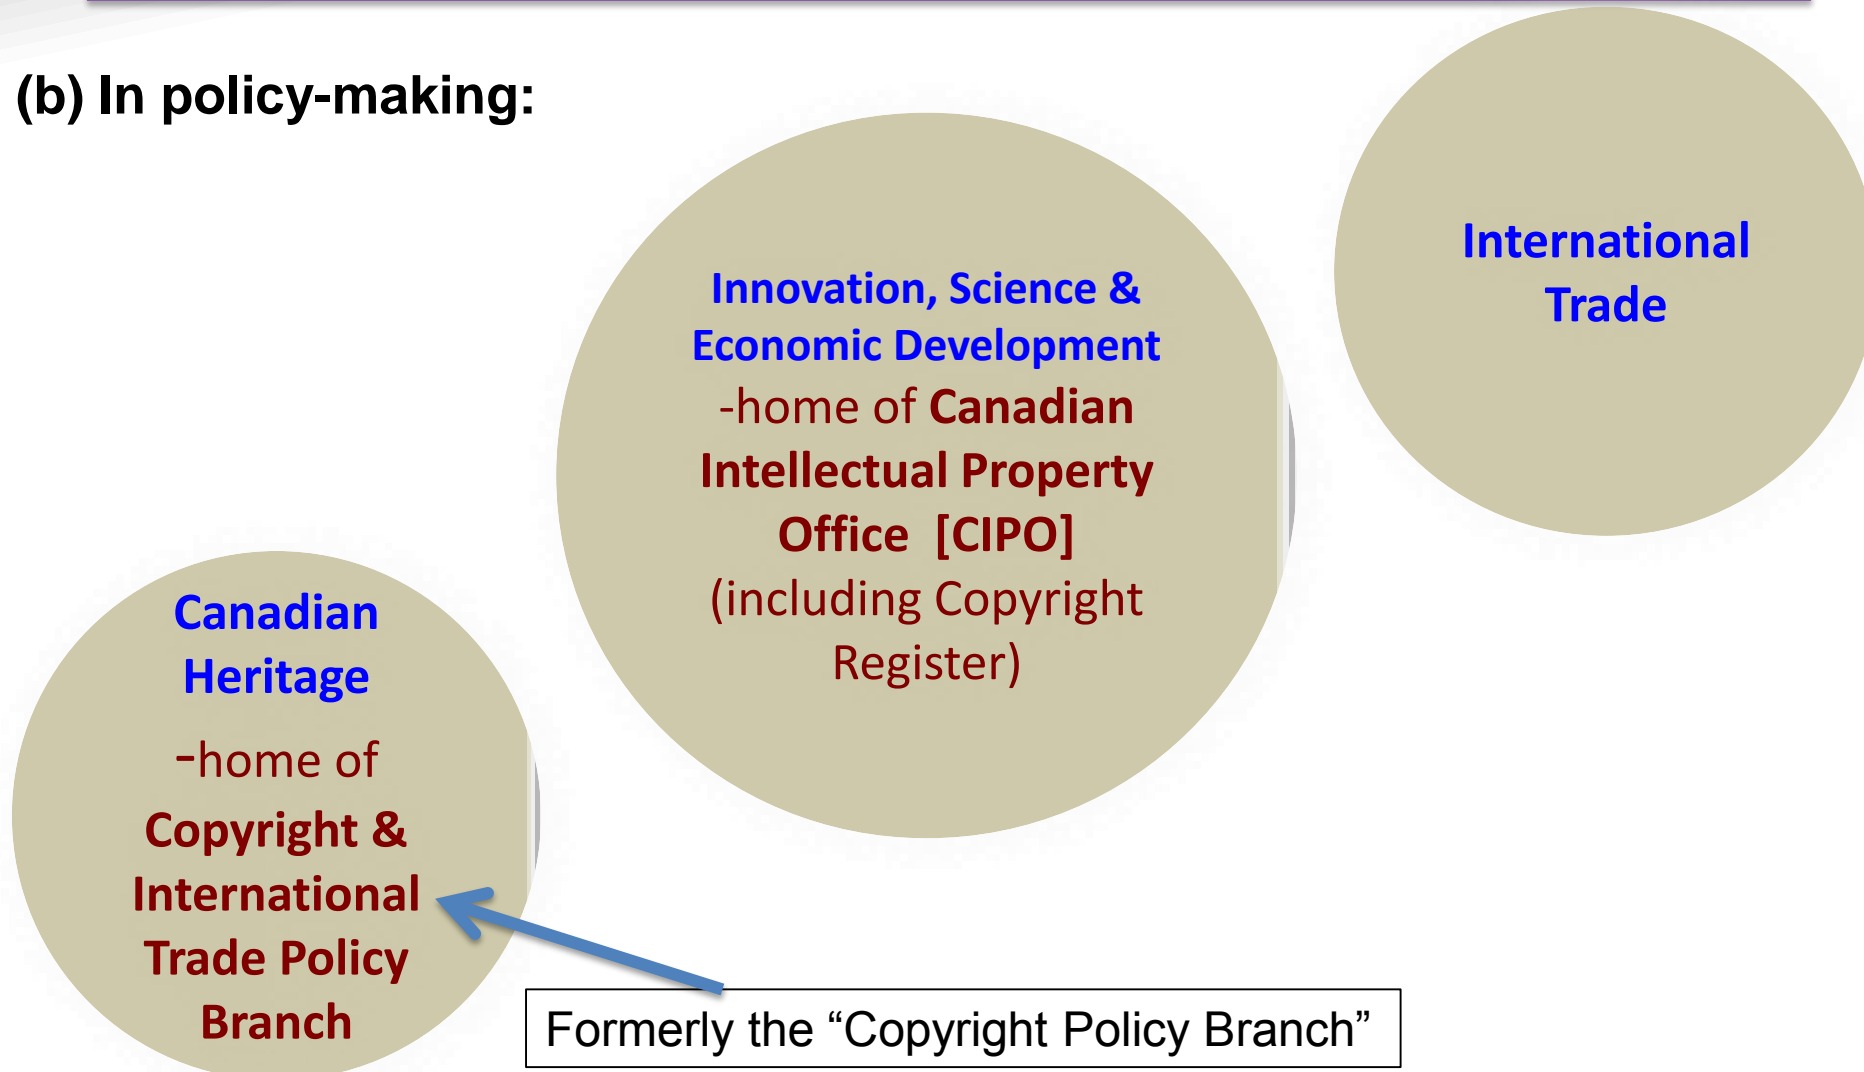 (b) In policy-making:
International
Trade
Innovation, Science &
Economic Development
-home of Canadian
Intellectual Property
Office [CIPO]
(including Copyright
Register)
Canadian
Heritage
-home of
Copyright &
International
Trade Policy
Branch
Formerly the “Copyright Policy Branch”